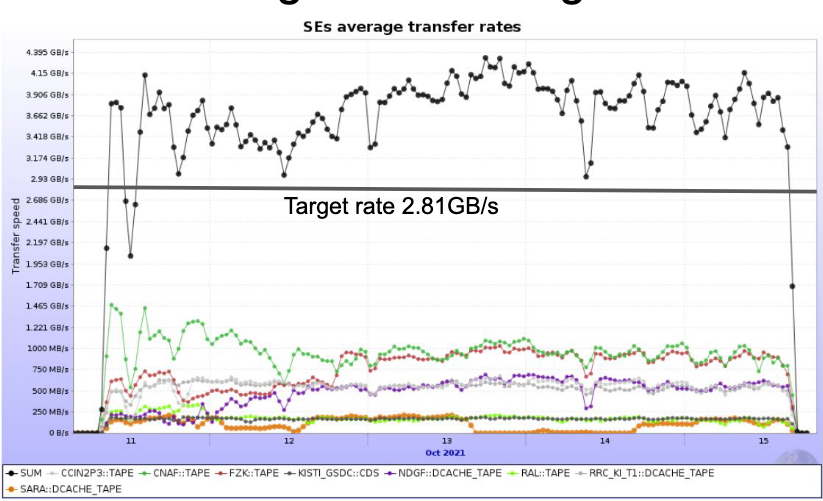 SEs average transfer rates
4.395 GB/s
4.15 GB/s
3.906 GB/s
3.662 GB/s
3.418 GB/s
3.174 GB/s
2.93 GB/s
2.686 GB/s
2.441 GB/s
2.197 GB/s
1.953 GB/s
1.709 GB/s
1.465 GB/s
1.221 GB/s
1000 MB/s
750 MB/s
500 MB/s
250 MB/s
0 B/s
Transfer speed
Target rate 2.81GB/s
11 12 13 14 15
Oct 2021
SUM CCIN2P3::TAPE CNAF::TAPE FZK::TAPE KISTI_GSDC::CDS NDGF::DCACHE_TAPE RAL::TAPE RRC_KI_T1::DCACHE_TAPE
SARA::DCACHE_TAPE